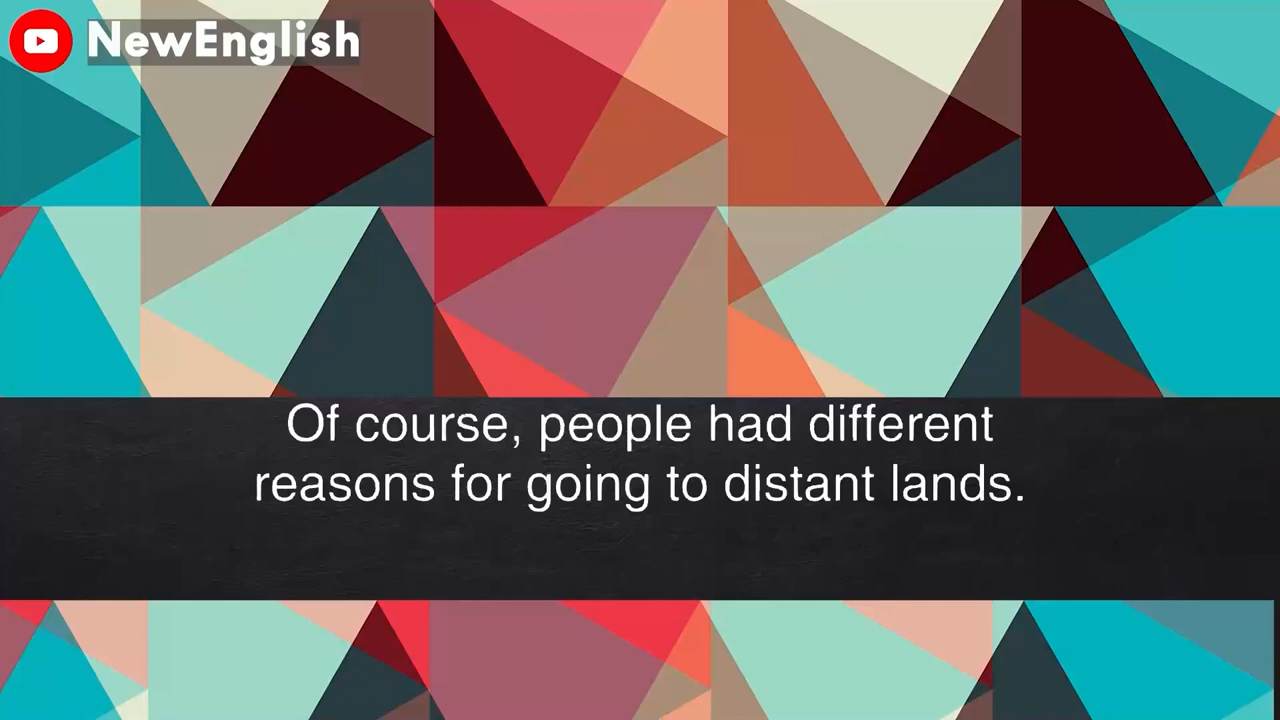 NewEnglish
Of course, people had different
reasons for going to distant lands.